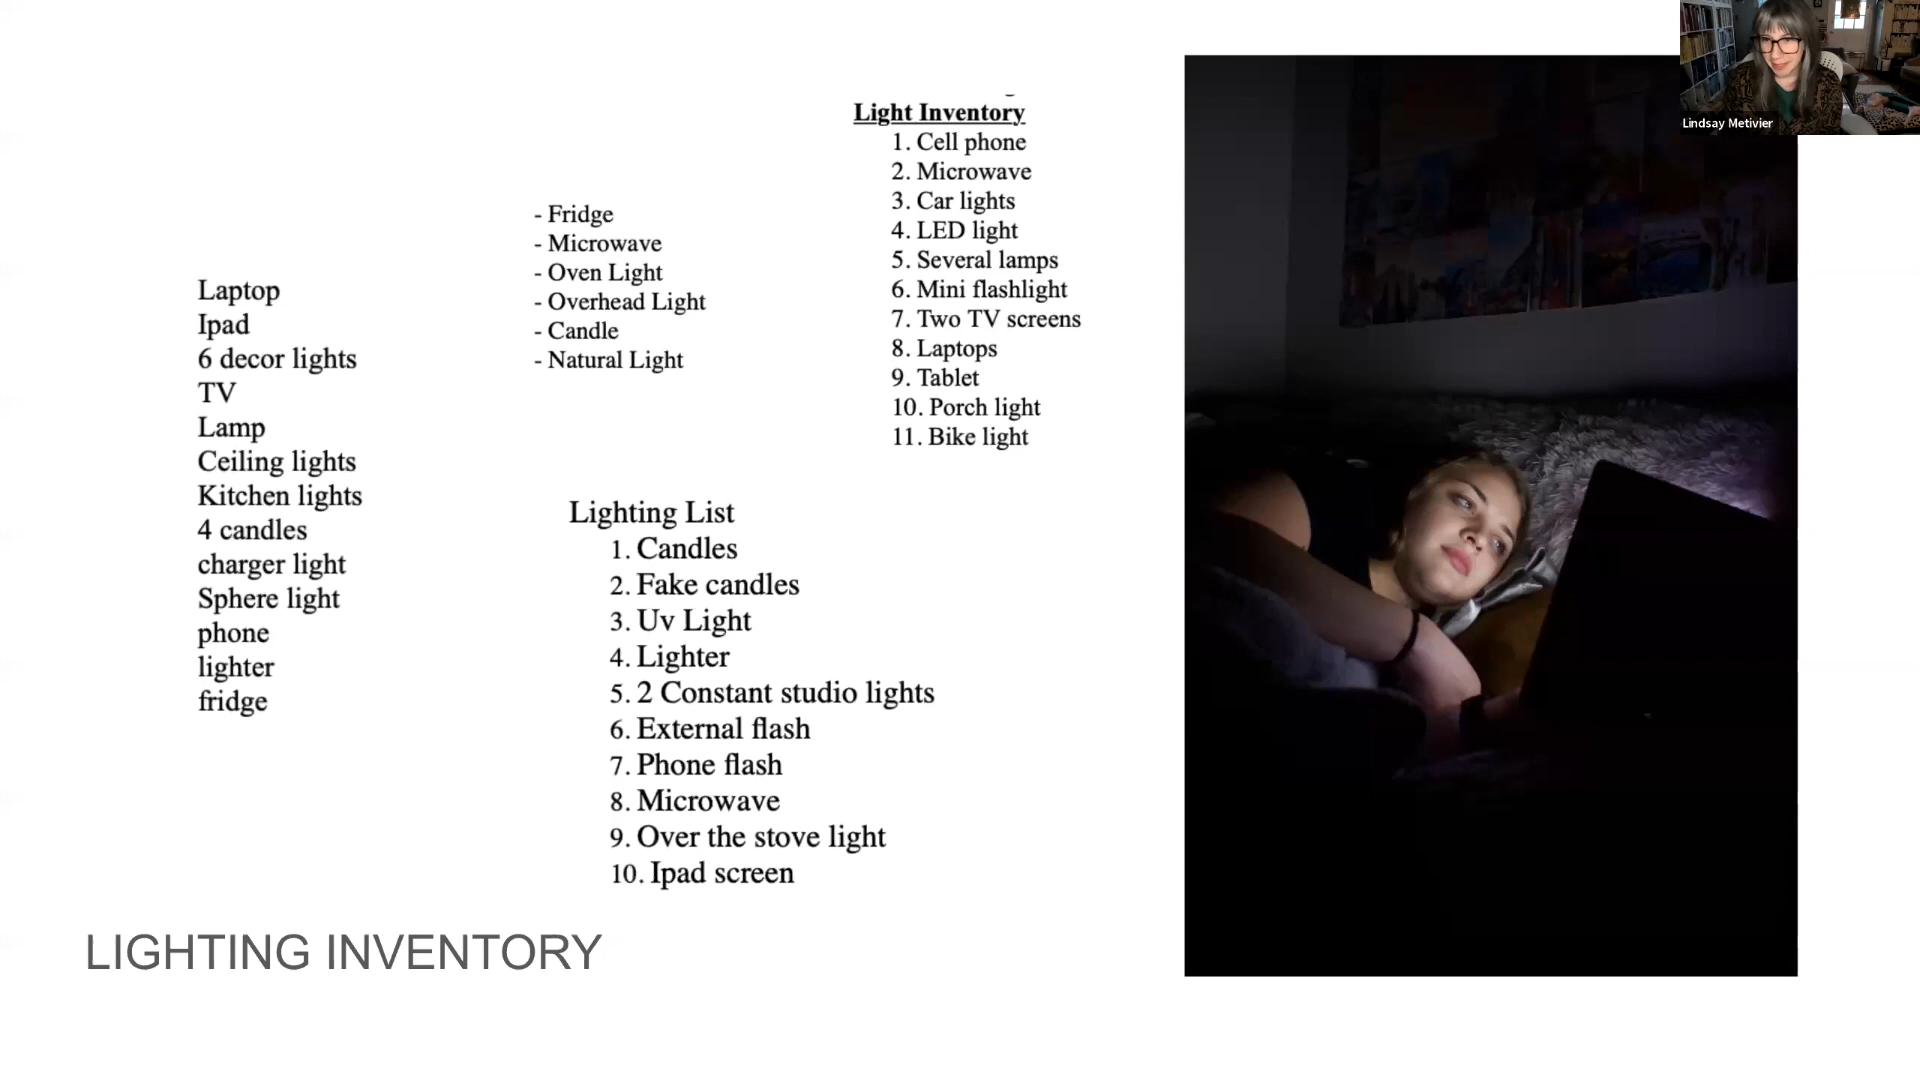 Laptop
Ipad
6 decor lights
TV
Lamp
Ceiling lights
Kitchen lights
4 candles
charger light
Sphere light
phone
lighter
fridge
- Fridge
- Microwave
- Oven Light
- Overhead Light
- Candle
- Natural Light
Light Inventory
1. Cell phone
2. Microwave
3. Car lights
4. LED light
5. Several lamps
6. Mini flashlight
7. Two TV screens
8. Laptops
9. Tablet
10. Porch light
11. Bike light
Lighting List
1. Candles
2. Fake candles
3. Uv Light
4. Lighter
5. 2 Constant studio lights
6. External flash
7. Phone flash
8. Microwave
9. Over the stove light
10. Ipad screen
LIGHTING INVENTORY
Lindsay Metivier